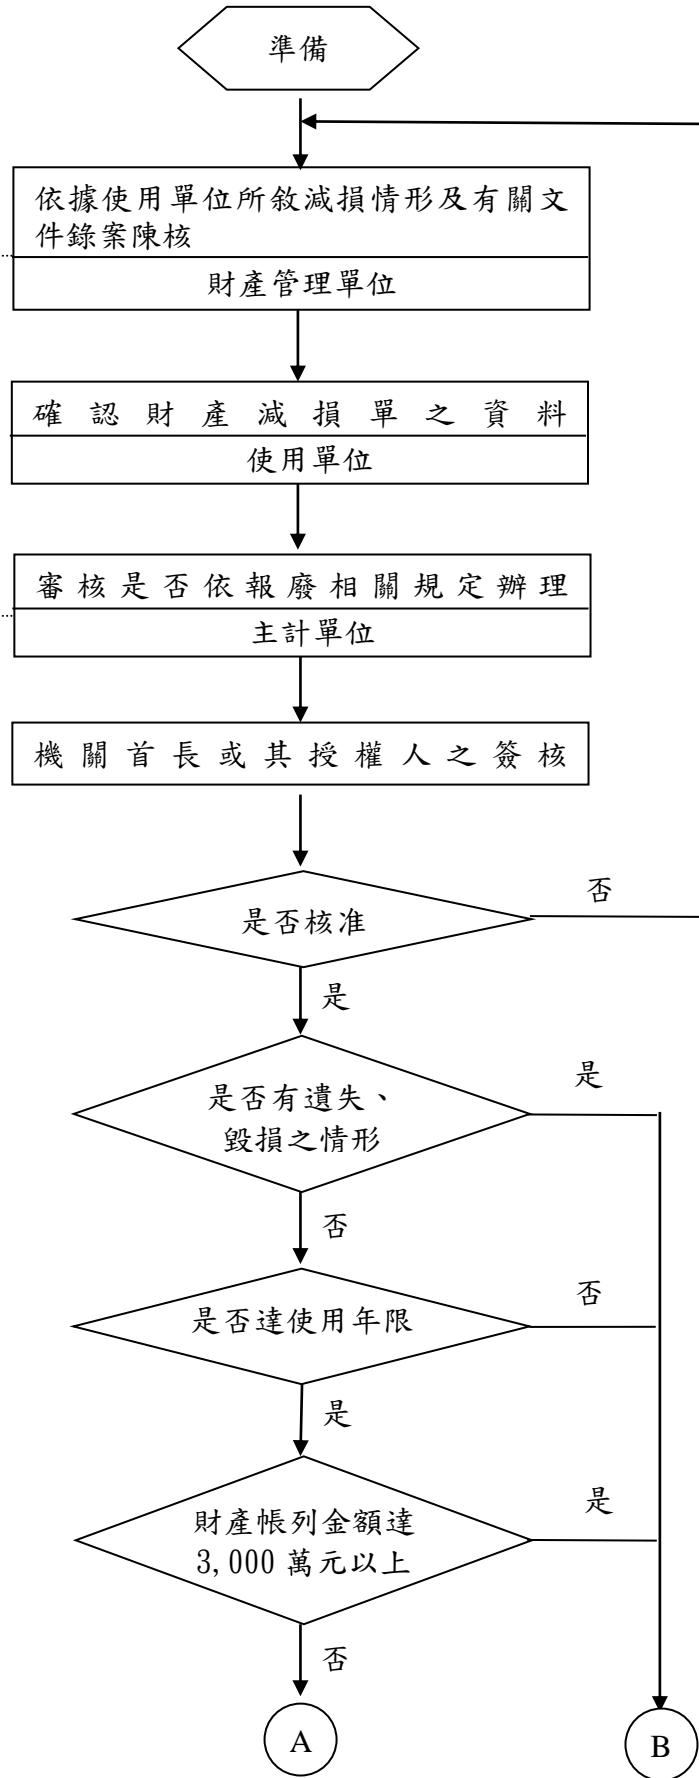 準備
依據使用單位所敘減損情形及有關文
件錄案陳核
財產管理單位
確認財產減損單之資料
使用單位
審核是否依報廢相關規定辦理
主計單位
機關首長或其授權人之簽核
是否核准
否
是
是否有遺失、
毀損之情形
是
否
是否達使用年限
否
是
財產帳列金額達
3,000 萬元以上
是
否
A
B